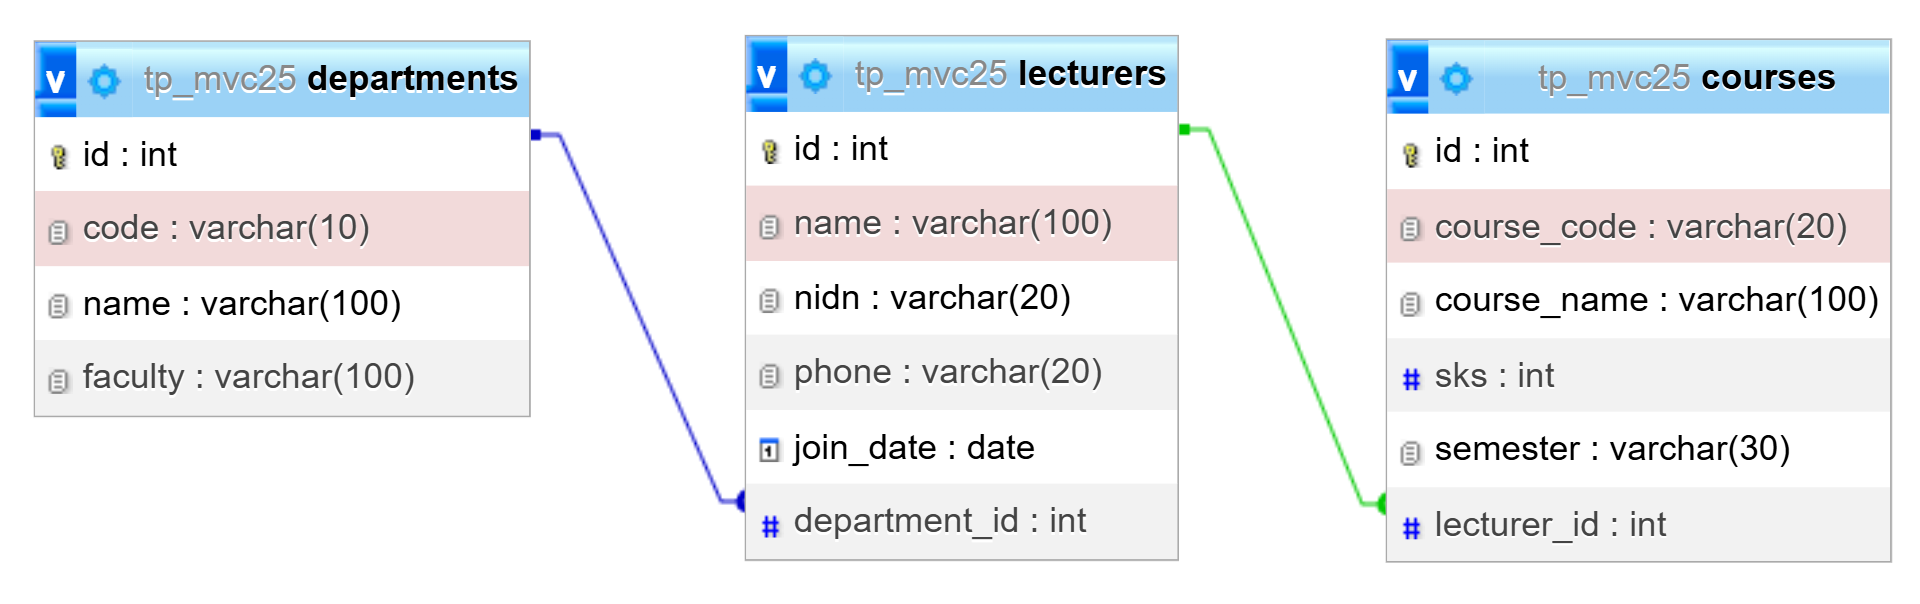 v tp_mvc25 departments
id : int
code : varchar(10)
name : varchar(100)
faculty : varchar(100)
v tp_mvc25 lecturers
id : int
name : varchar(100)
nidn : varchar(20)
phone : varchar(20)
join_date : date
# department_id : int
v tp_mvc25 courses
id : int
course_code : varchar(20)
course_name : varchar(100)
# sks : int
semester : varchar(30)
# lecturer_id : int